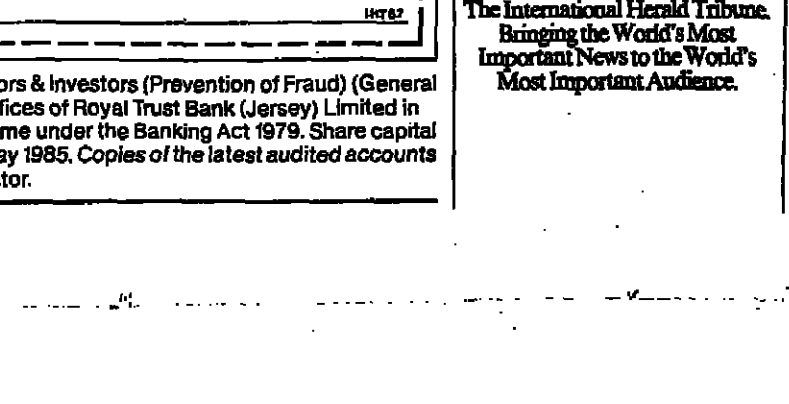 IHT87
ors & Investors (Prevention of Fraud) (General
fices of Royal Trust Bank (Jersey) Limited in
me under the Banking Act 1979. Share capital
ay 1985. Copies of the latest audited accounts
tor.
The International Herald Tribune.
Bringing the World's Most
Important News to the World's
Most Important Audience.